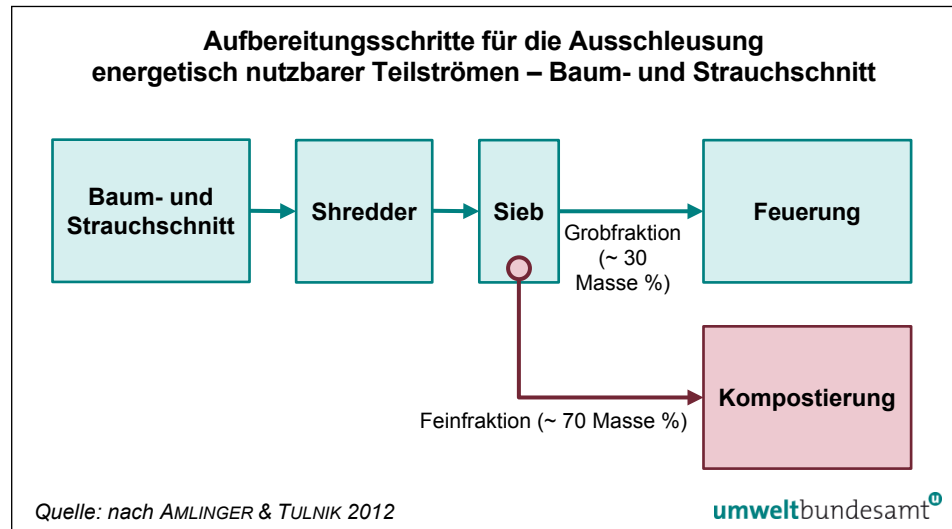 Aufbereitungsschritte für die Ausschleusung
energetisch nutzbarer Teilströmen – Baum- und Strauchschnitt
Baum- und
Strauchschnitt
Shredder
Sieb
Grobfraktion
(~ 30
Masse %)
Feuerung
Feinfraktion (~ 70 Masse %)
Kompostierung
Quelle: nach AMLINGER & TULNIK 2012
umweltbundesamt u